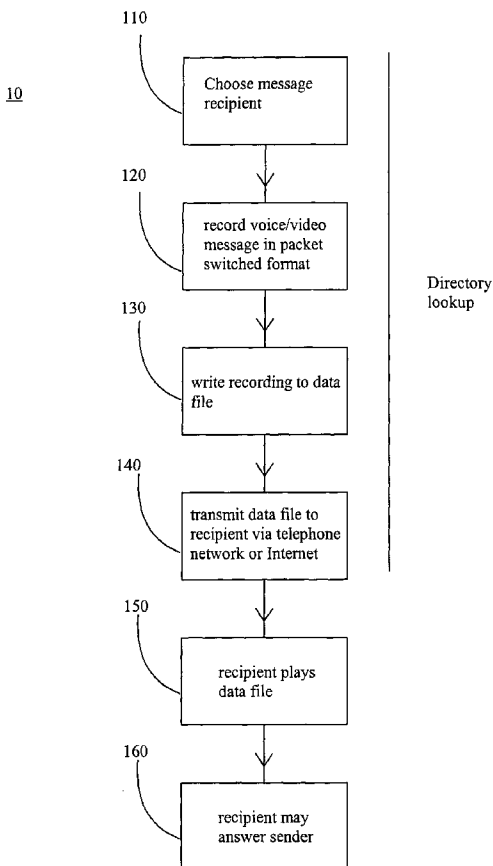 110
10
Choose message
recipient
120
record voice/video
message in packet
switched format
Directory
lookup
130
write recording to data
file
140
transmit data file to
recipient via telephone
network or Internet
150
recipient plays
data file
160
recipient may
answer sender